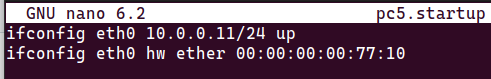 GNU nano 6.2 pc5.startup
ifconfig eth0 10.0.0.11/24 up
ifconfig eth0 hw ether 00:00:00:00:77:10